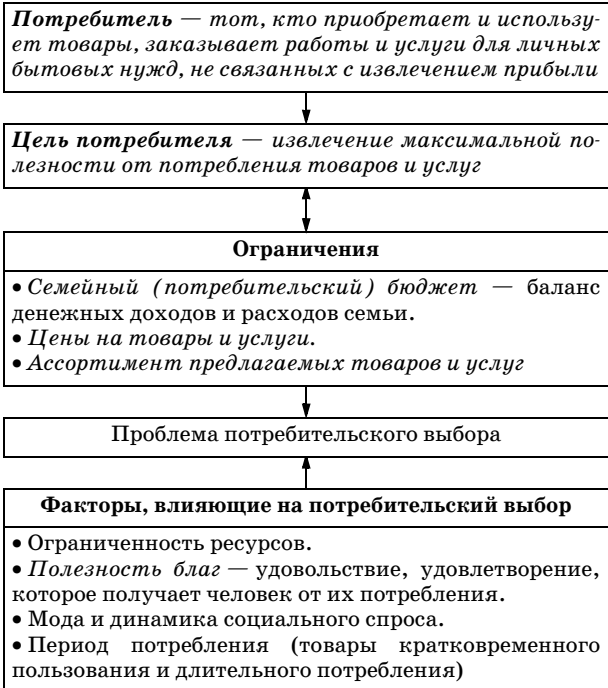 Потребитель — тот, кто приобретает и использу-
ет товары, заказывает работы и услуги для личных
бытовых нужд, не связанных с извлечением прибыли
Цель потребителя — извлечение максимальной по-
лезности от потребления товаров и услуг
Ограничения
• Семейный (потребительский) бюджет — баланс
денежных доходов и расходов семьи.
• Цены на товары и услуги.
• Ассортимент предлагаемых товаров и услуг
Проблема потребительского выбора
Факторы, влияющие на потребительский выбор
• Ограниченность ресурсов.
• Полезность благ — удовольствие, удовлетворение,
которое получает человек от их потребления.
• Мода и динамика социального спроса.
• Период потребления (товары кратковременного
пользования и длительного потребления)